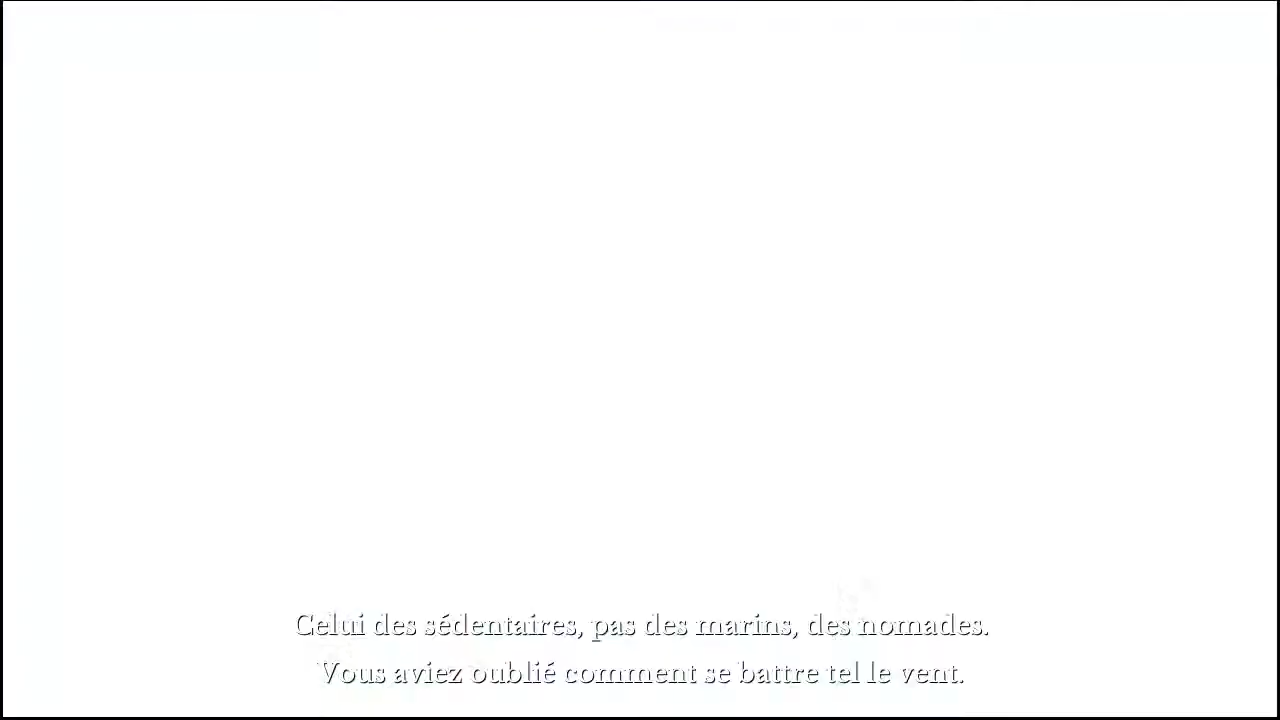 Celui des sédentaires, pas des marins, des nomades.
Vous aviez oublié comment se battre tel le vent.